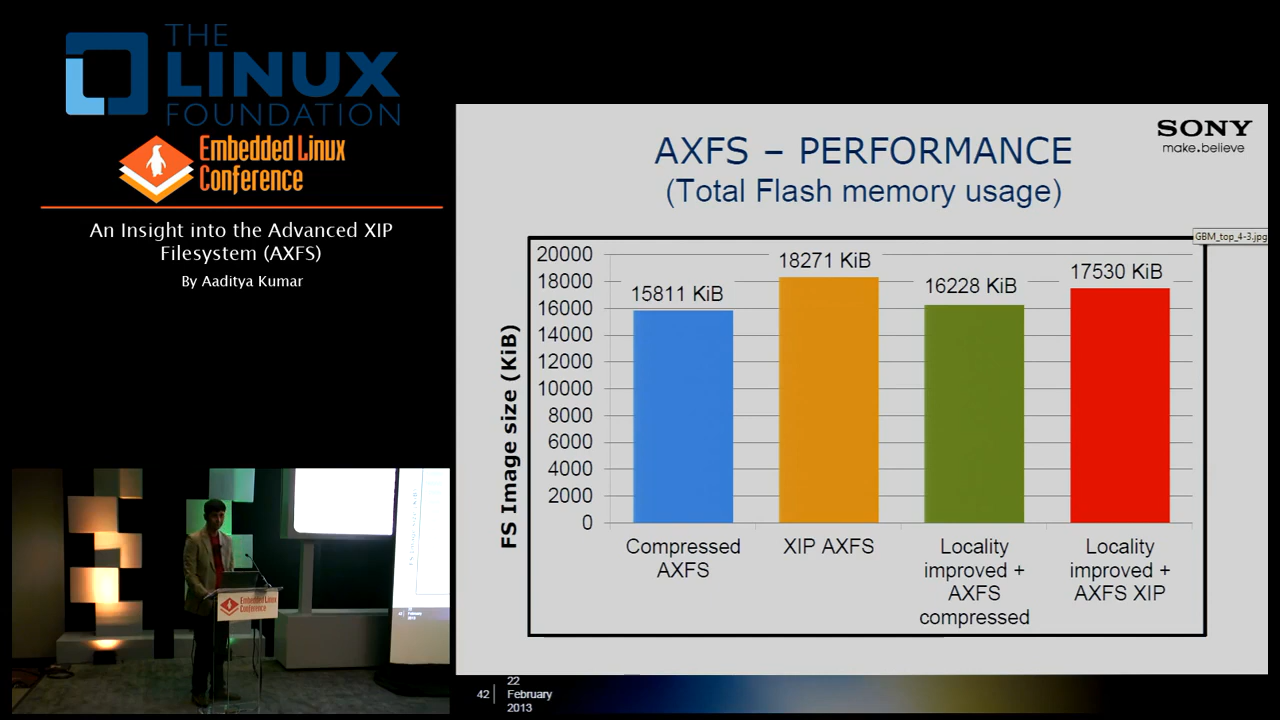 THE
LINUX
FOUNDATION
Embedded Linux
Conference
An Insight into the Advanced XIP
Filesystem (AXFS)
By Aaditya Kumar
SONY
make.believe
AXFS – PERFORMANCE
(Total Flash memory usage)
GBM_top_4-3.jpg
FS Image size (KiB)
20000
18000
16000
14000
12000
10000
8000
6000
4000
2000
0
15811 KiB
18271 KiB
16228 KiB
17530 KiB
Compressed
AXFS
XIP AXFS
Locality
improved +
AXFS
compressed
Locality
improved +
AXFS XIP
42
22
February
2013
Embedded Linux
Conference